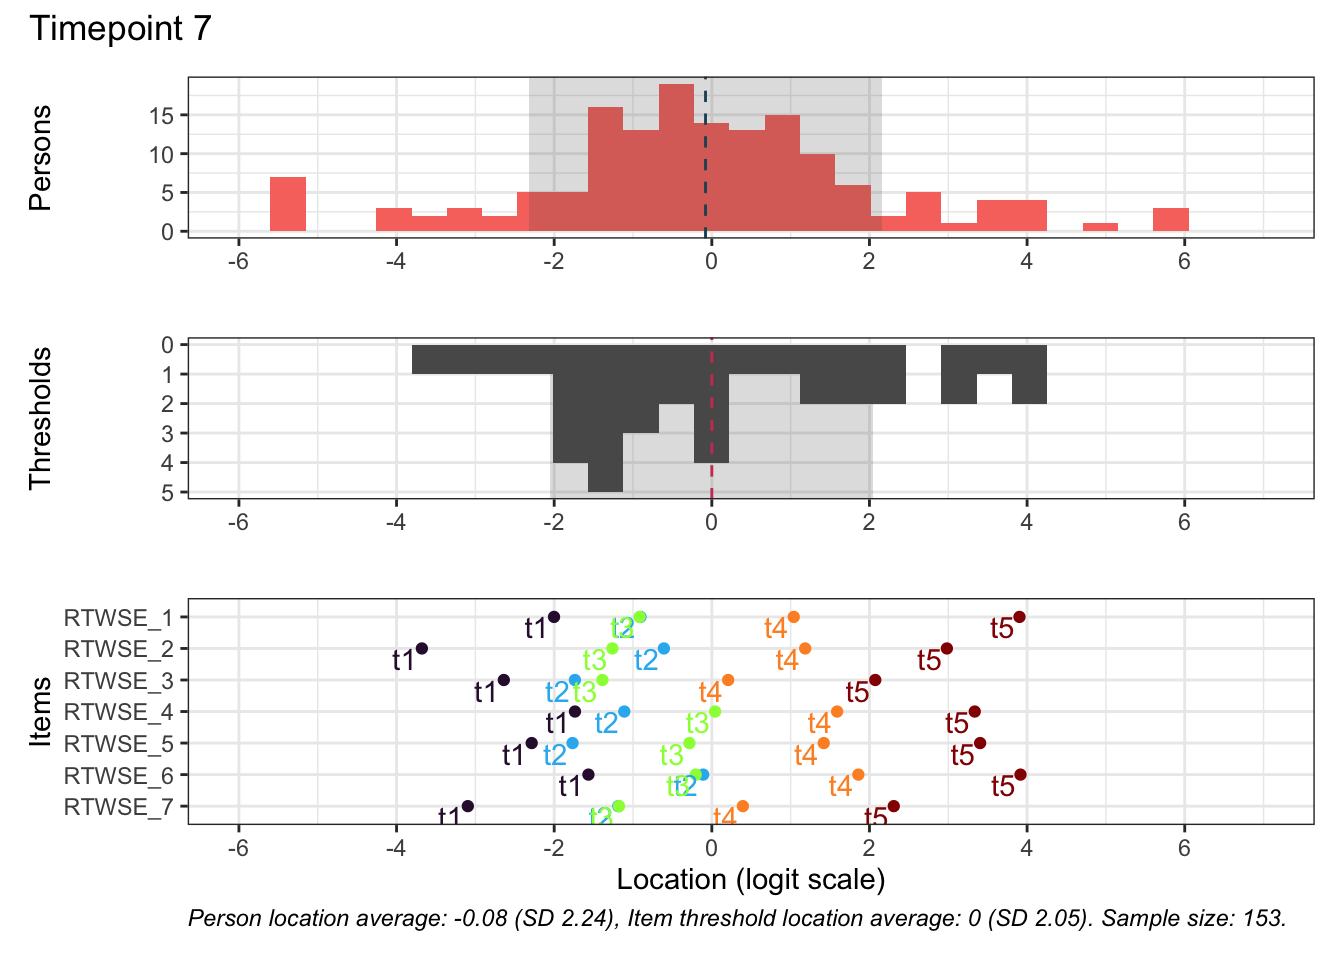 Timepoint 7
Persons
15
10
5
0
-6 -4 -2 0 2 4 6
Thresholds
0
1
2
3
4
5
-6 -4 -2 0 2 4 6
Items
RTWSE_1 t1 t3 t2 t4 t5
RTWSE_2 t1 t3 t2 t4 t5
RTWSE_3 t1 t2 t3 t4 t5
RTWSE_4 t1 t2 t3 t4 t5
RTWSE_5 t1 t2 t3 t4 t5
RTWSE_6 t1 t3 t2 t4 t5
RTWSE_7 t1 t2 t3 t4 t5
-6 -4 -2 0 2 4 6
Location (logit scale)
Person location average: -0.08 (SD 2.24), Item threshold location average: 0 (SD 2.05). Sample size: 153.